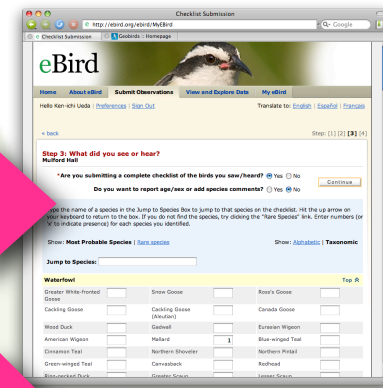 Checklist Submission
http://ebird.org/ebird/MyEBird
Google
Checklist Submission
Geobirds :: Homepage
eBird
Home About eBird Submit Observations View and Explore Data My eBird
Hello Ken-ichi Ueda | Preferences | Sign Out Translate to: English | Español | Français
« back Step: [1] [2] [3] [4]
Step 3: What did you see or hear?
Mulford Hall
*Are you submitting a complete checklist of the birds you saw/heard? Yes No
Continue
Do you want to report age/sex or add species comments? Yes No
Type the name of a species in the Jump to Species Box to jump to that species on the checklist. Hit the up arrow on
your keyboard to return to the box. If you do not find the species, try clicking the "Rare Species" link. Enter numbers (or
'x' to indicate presence) for each species you identified.
Show: Most Probable Species | Rare species Show: Alphabetic | Taxonomic
Jump to Species:
Waterfowl Top
Greater White-fronted Goose Snow Goose Ross's Goose
Cackling Goose Cackling Goose (Aleutian) Canada Goose
Wood Duck Gadwall Eurasian Wigeon
American Wigeon Mallard 1 Blue-winged Teal
Cinnamon Teal Northern Shoveler Northern Pintail
Green-winged Teal Canvasback Redhead
Ring-necked Duck Greater Scaup Lesser Scaup